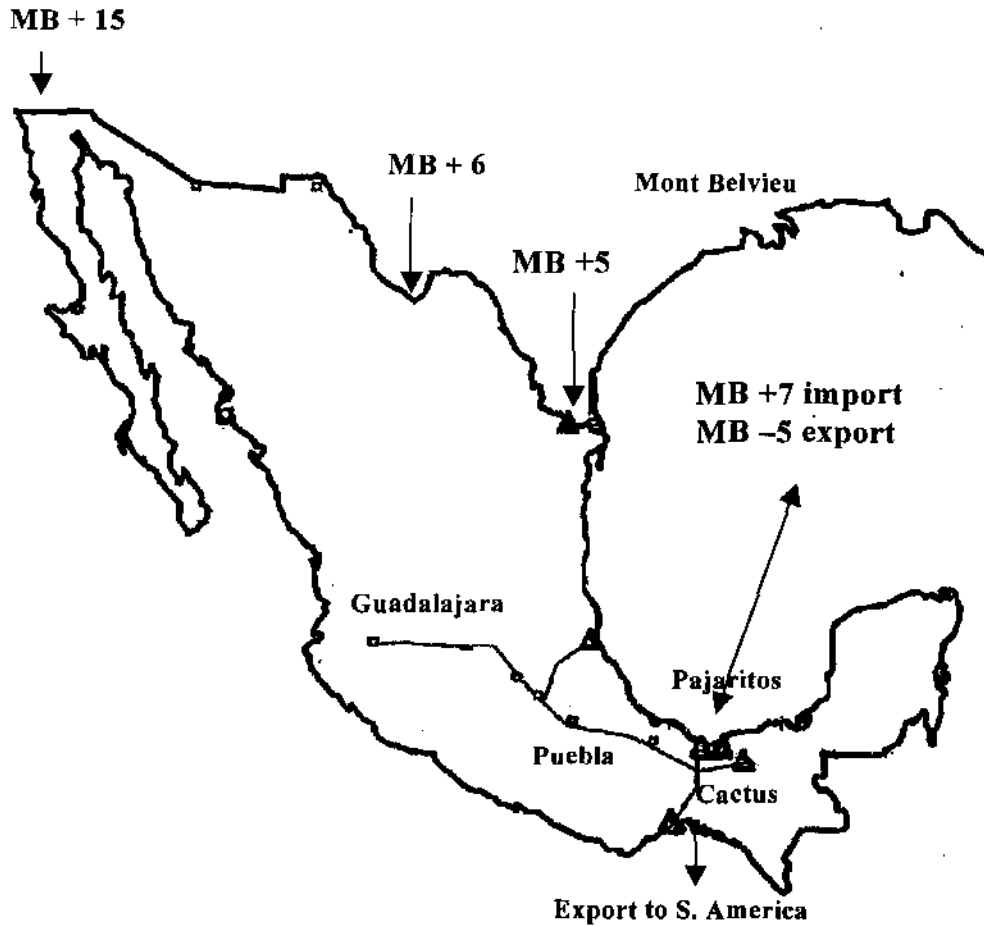 MB + 15
MB + 6
Mont Belvieu
MB +5
MB +7 import
MB –5 export
Guadalajara
Pajaritos
Puebla
Cactus
Export to S. America